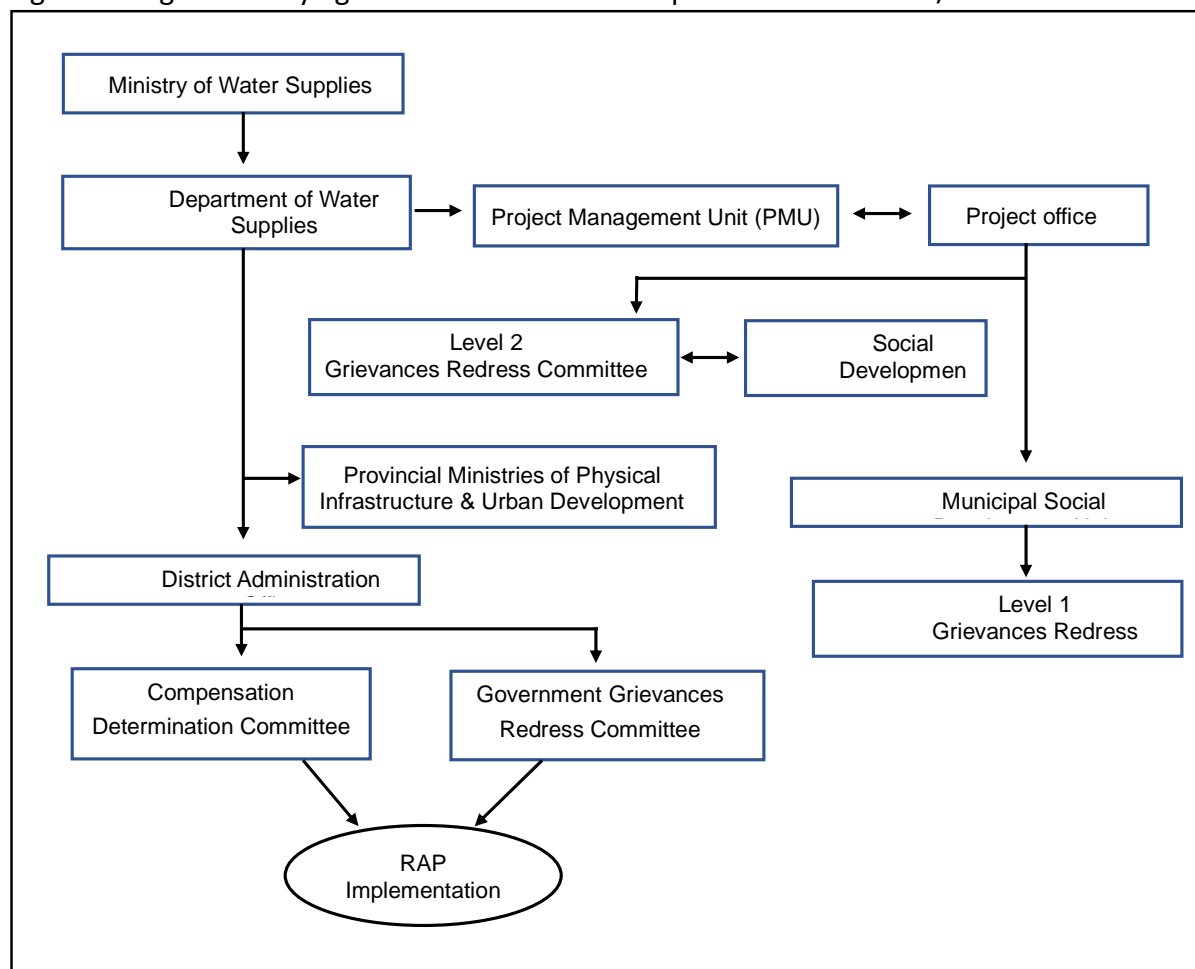 Ministry of Water Supplies
Department of Water
Supplies
Project Management Unit (PMU)
Project office
Level 2
Grievances Redress Committee
Social
Developmen
Provincial Ministries of Physical
Infrastructure & Urban Development
Municipal Social
District Administration
Level 1
Grievances Redress
Compensation
Determination Committee
Government Grievances
Redress Committee
RAP
Implementation